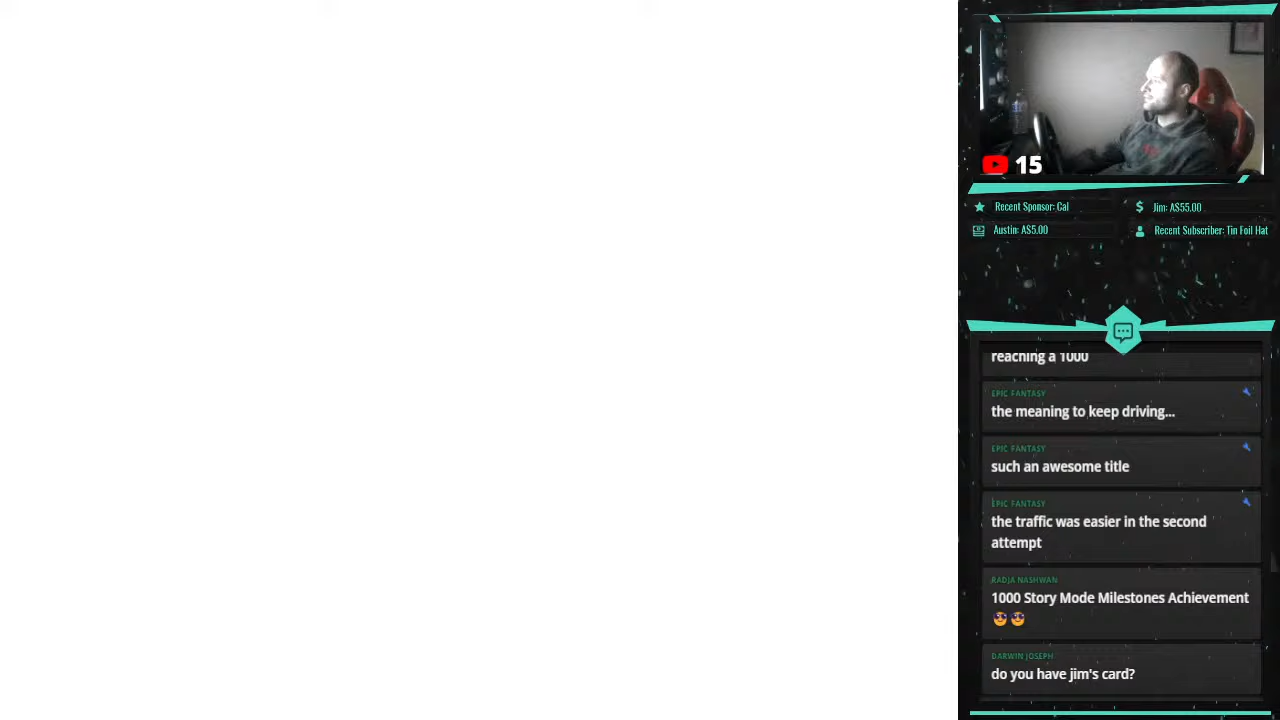 15
Recent Sponsor: Cal
Jim: A$55.00
Austin: A$5.00
Recent Subscriber: Tin Foil Hat
reaching a 1000
EPIC FANTASY
the meaning to keep driving...
EPIC FANTASY
such an awesome title
EPIC FANTASY
the traffic was easier in the second
attempt
RADJA NASHWAN
1000 Story Mode Milestones Achievement
DARWIN JOSEPH
do you have jim's card?